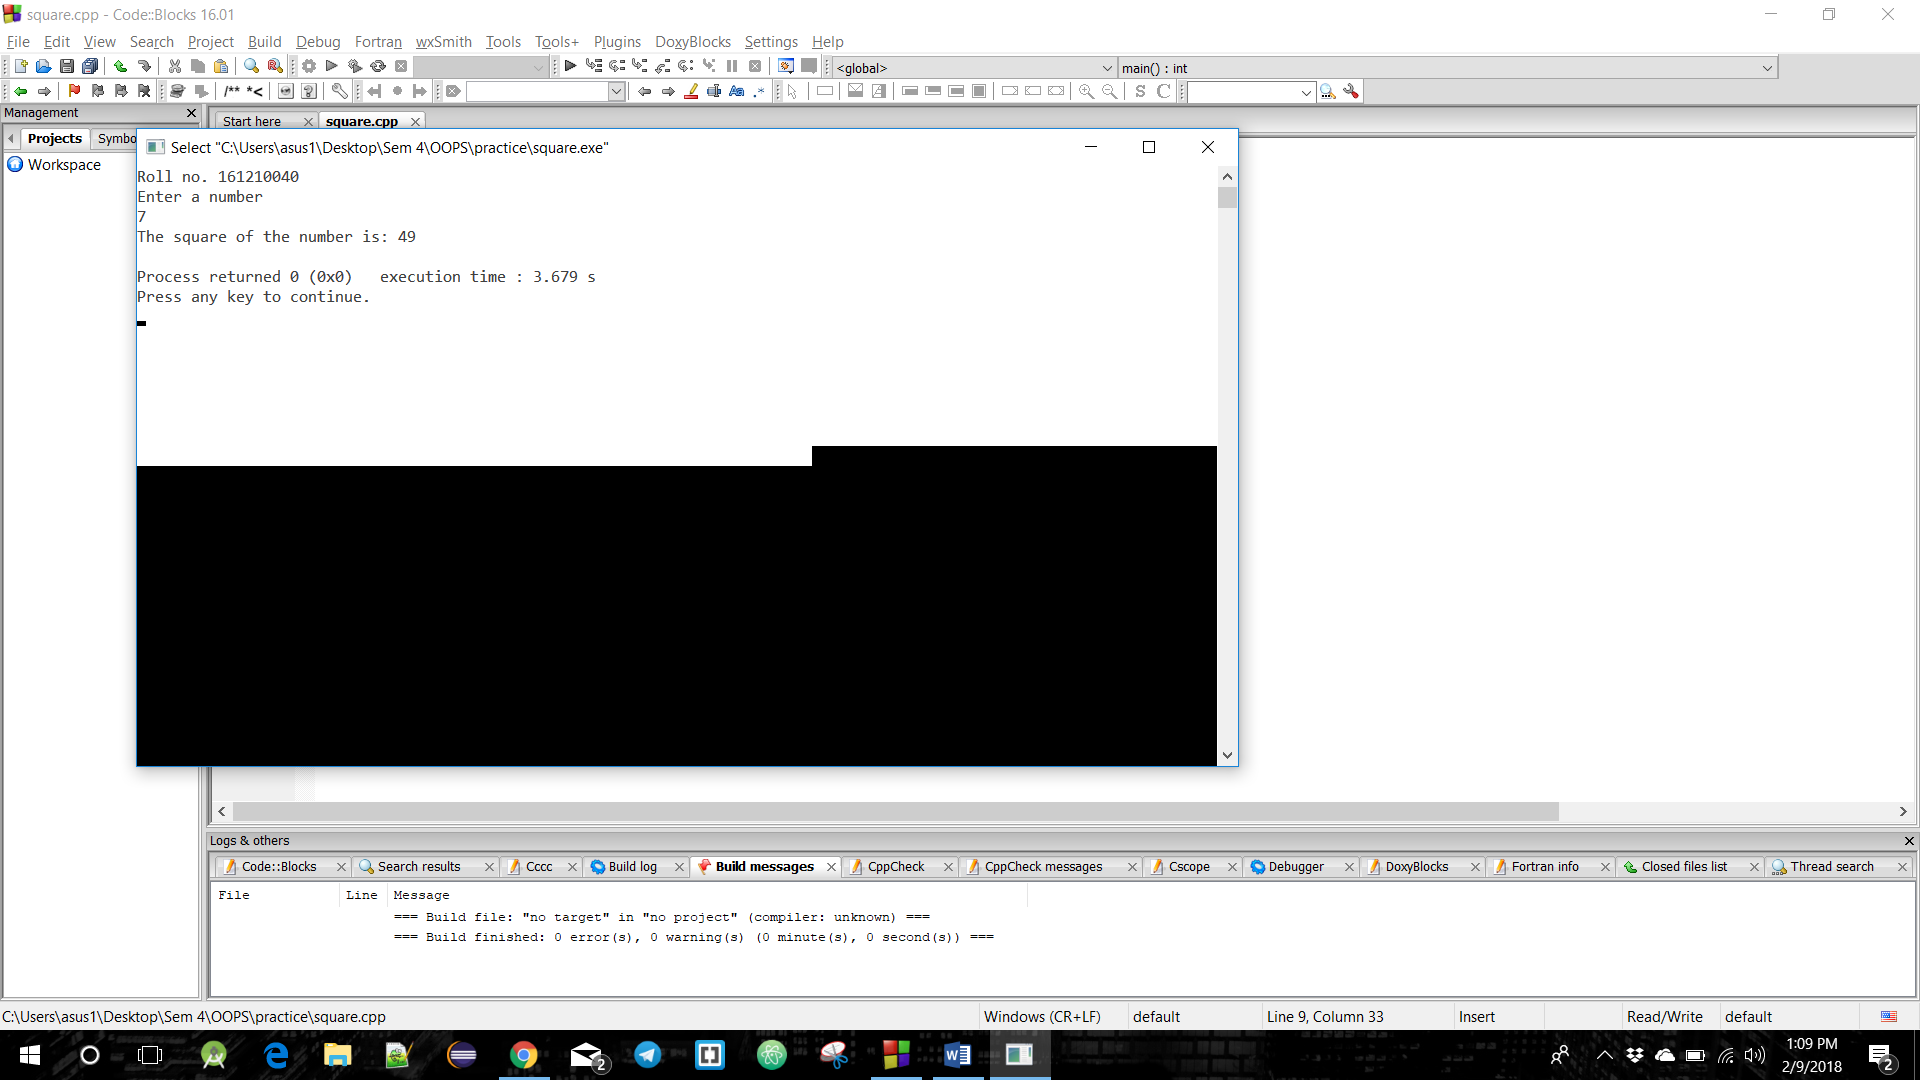 square.cpp - Code::Blocks 16.01
File Edit View Search Project Build Debug Fortran wxSmith Tools Tools+ Plugins DoxyBlocks Settings Help
<global> main() : int
/** *< Aa .* S C
Management
Start here square.cpp
Projects Symbo
Workspace
Select "C:\Users\asus1\Desktop\Sem 4\OOPS\practice\square.exe"
Roll no. 161210040
Enter a number
7
The square of the number is: 49
Process returned 0 (0x0)   execution time : 3.679 s
Press any key to continue.
Logs & others
Code::Blocks Search results Cccc Build log Build messages CppCheck CppCheck messages Cscope Debugger DoxyBlocks Fortran info Closed files list Thread search
File Line Message
=== Build file: "no target" in "no project" (compiler: unknown) ===
=== Build finished: 0 error(s), 0 warning(s) (0 minute(s), 0 second(s)) ===
C:\Users\asus1\Desktop\Sem 4\OOPS\practice\square.cpp Windows (CR+LF) default Line 9, Column 33 Insert Read/Write default
1:09 PM
2/9/2018
2
2